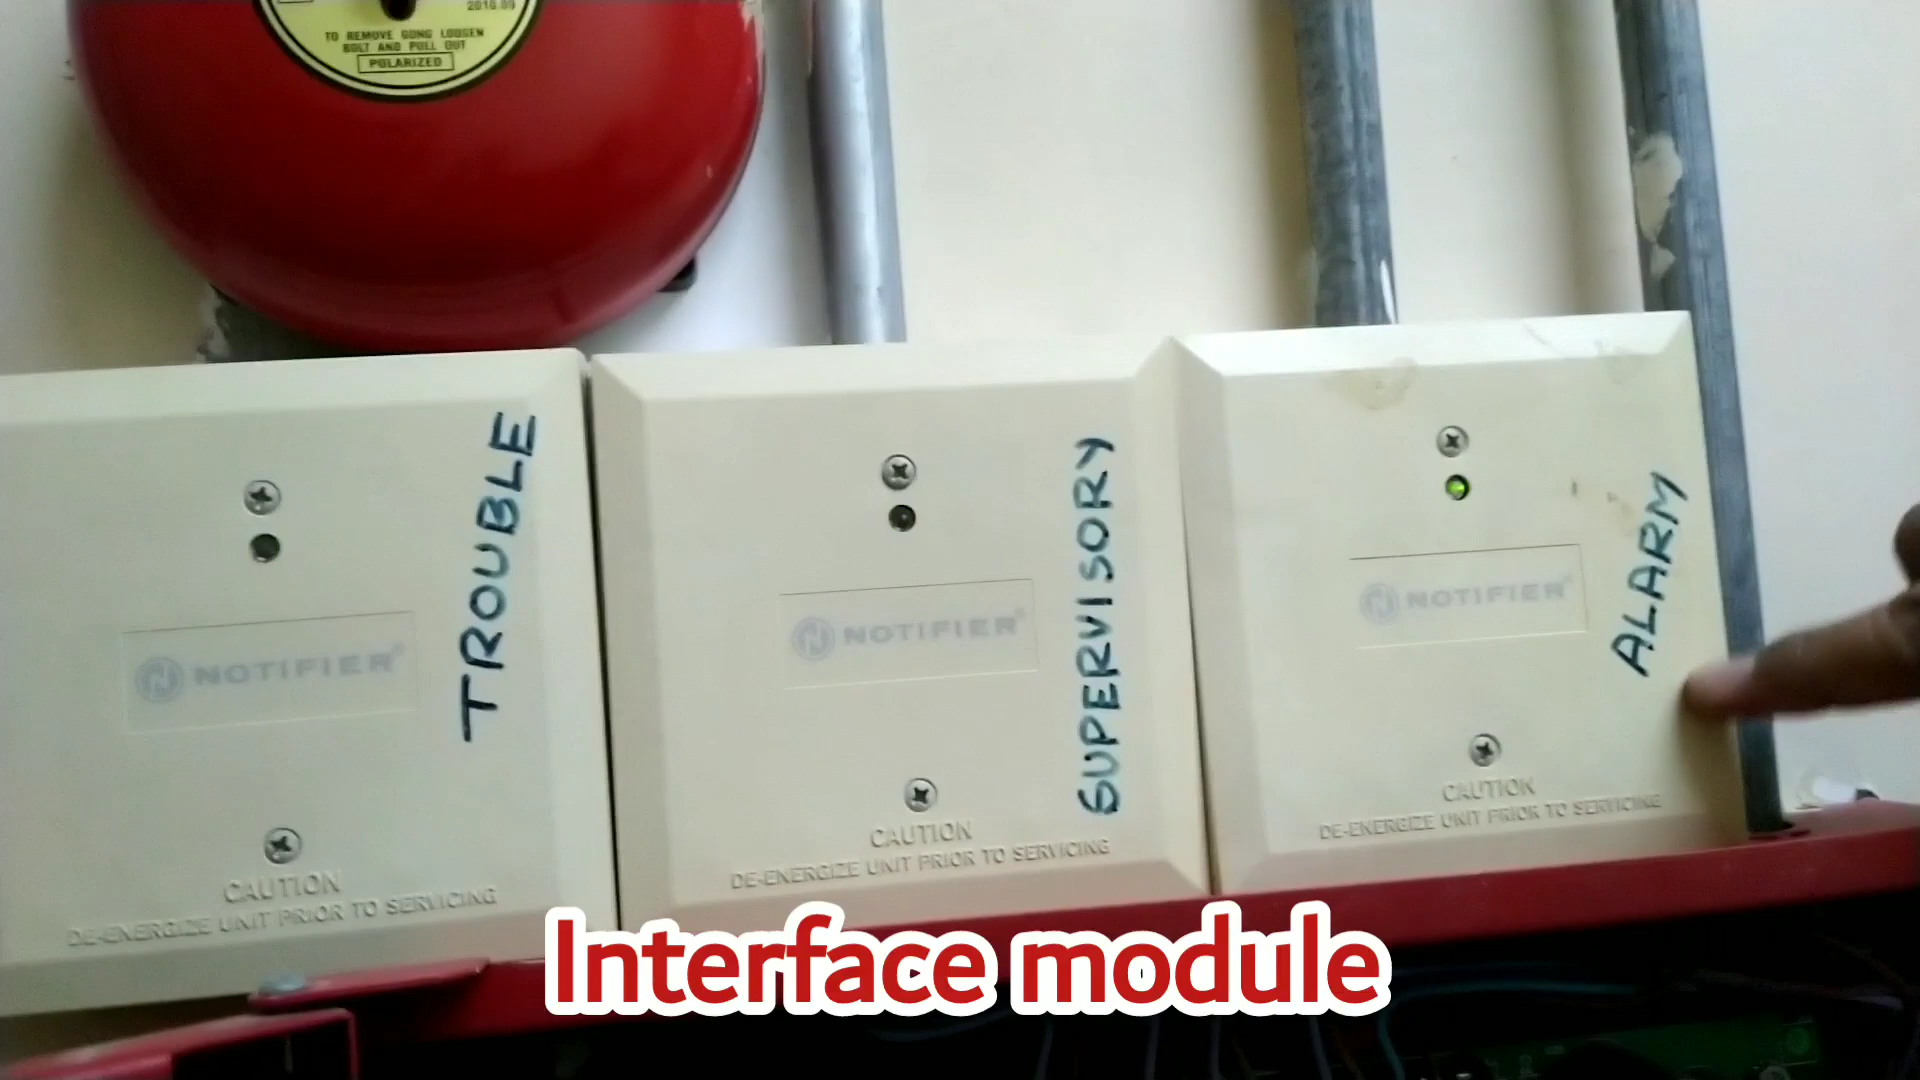 2016.09
TO REMOVE GONG LOOSEN
BOLT AND PULL OUT
POLARIZED
TROUBLE
NOTIFIER®
CAUTION
DE-ENERGIZE UNIT PRIOR TO SERVICING
SUPERVISORY
NOTIFIER®
CAUTION
DE-ENERGIZE UNIT PRIOR TO SERVICING
ALARM
NOTIFIER®
CAUTION
DE-ENERGIZE UNIT PRIOR TO SERVICING
Interface module